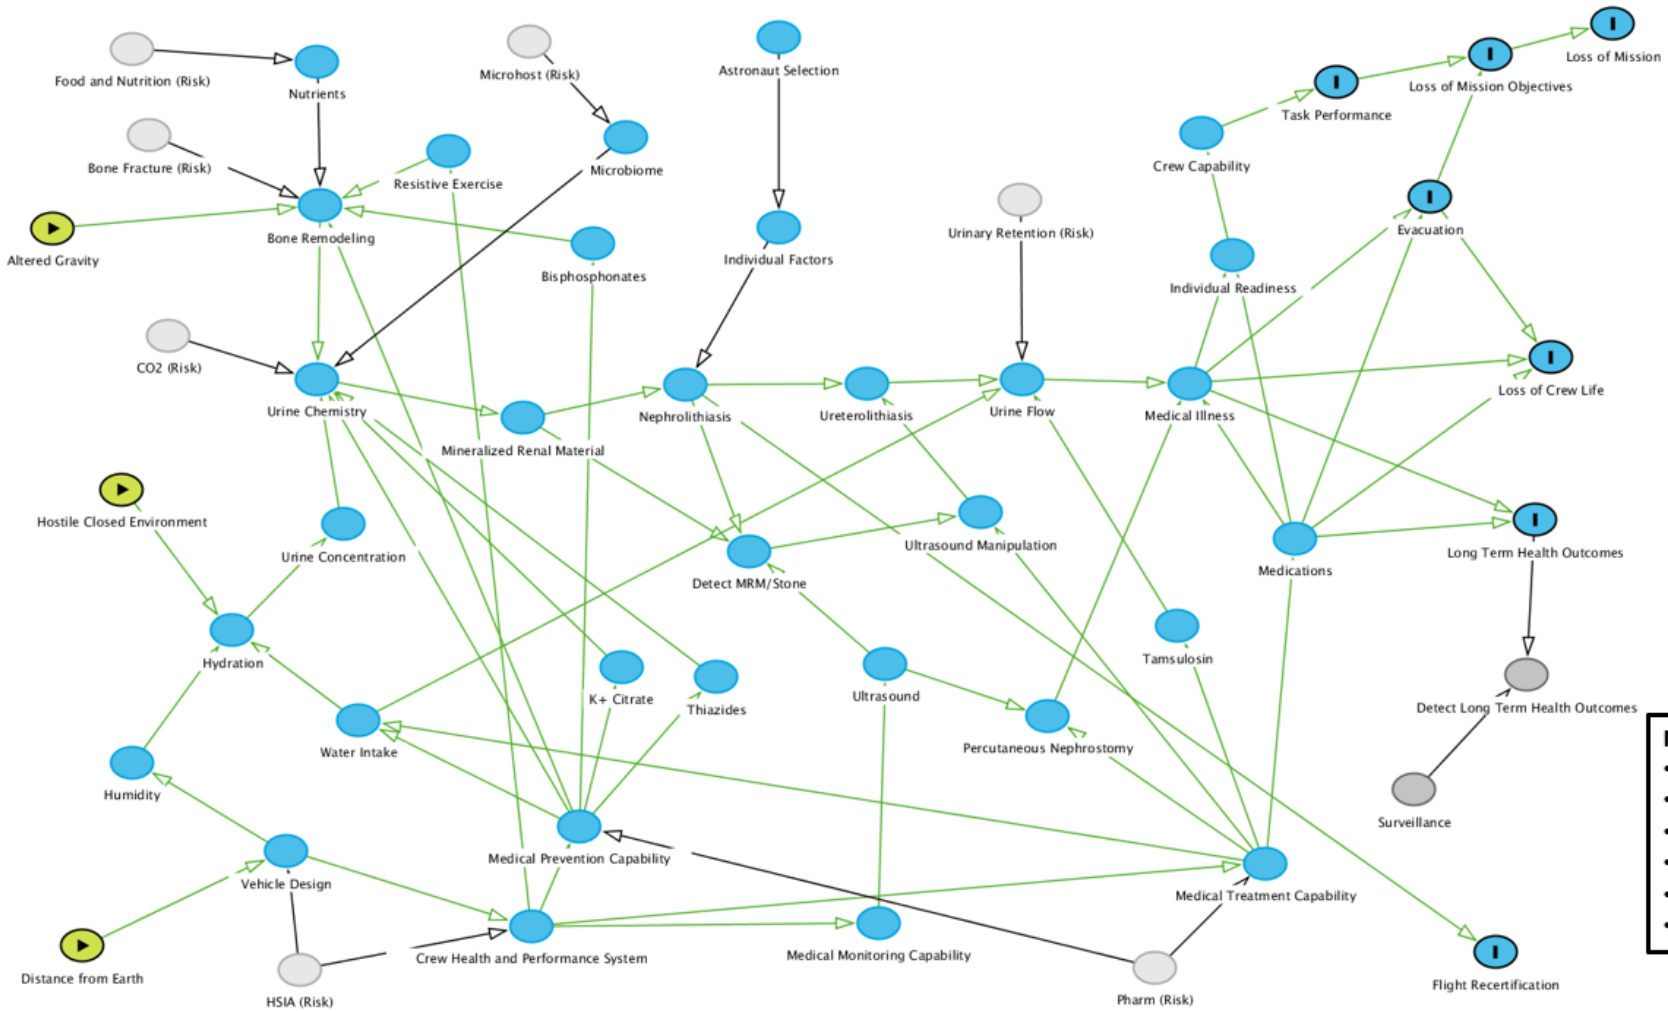 Loss of Mission
Food and Nutrition (Risk)
Nutrients
Microhost (Risk)
Astronaut Selection
Loss of Mission Objectives
Task Performance
Bone Fracture (Risk)
Resistive Exercise
Microbiome
Crew Capability
Altered Gravity
Bone Remodeling
Bisphosphonates
Individual Factors
Urinary Retention (Risk)
Evacuation
Individual Readiness
CO2 (Risk)
Urine Chemistry
Mineralized Renal Material
Nephrolithiasis
Ureterolithiasis
Urine Flow
Medical Illness
Loss of Crew Life
Hostile Closed Environment
Urine Concentration
Detect MRM/Stone
Ultrasound Manipulation
Medications
Long Term Health Outcomes
Hydration
K+ Citrate
Thiazides
Ultrasound
Tamsulosin
Water Intake
Percutaneous Nephrostomy
Detect Long Term Health Outcomes
Humidity
Surveillance
Medical Prevention Capability
Vehicle Design
Medical Treatment Capability
Distance from Earth
HSIA (Risk)
Crew Health and Performance System
Medical Monitoring Capability
Pharm (Risk)
Flight Recertification